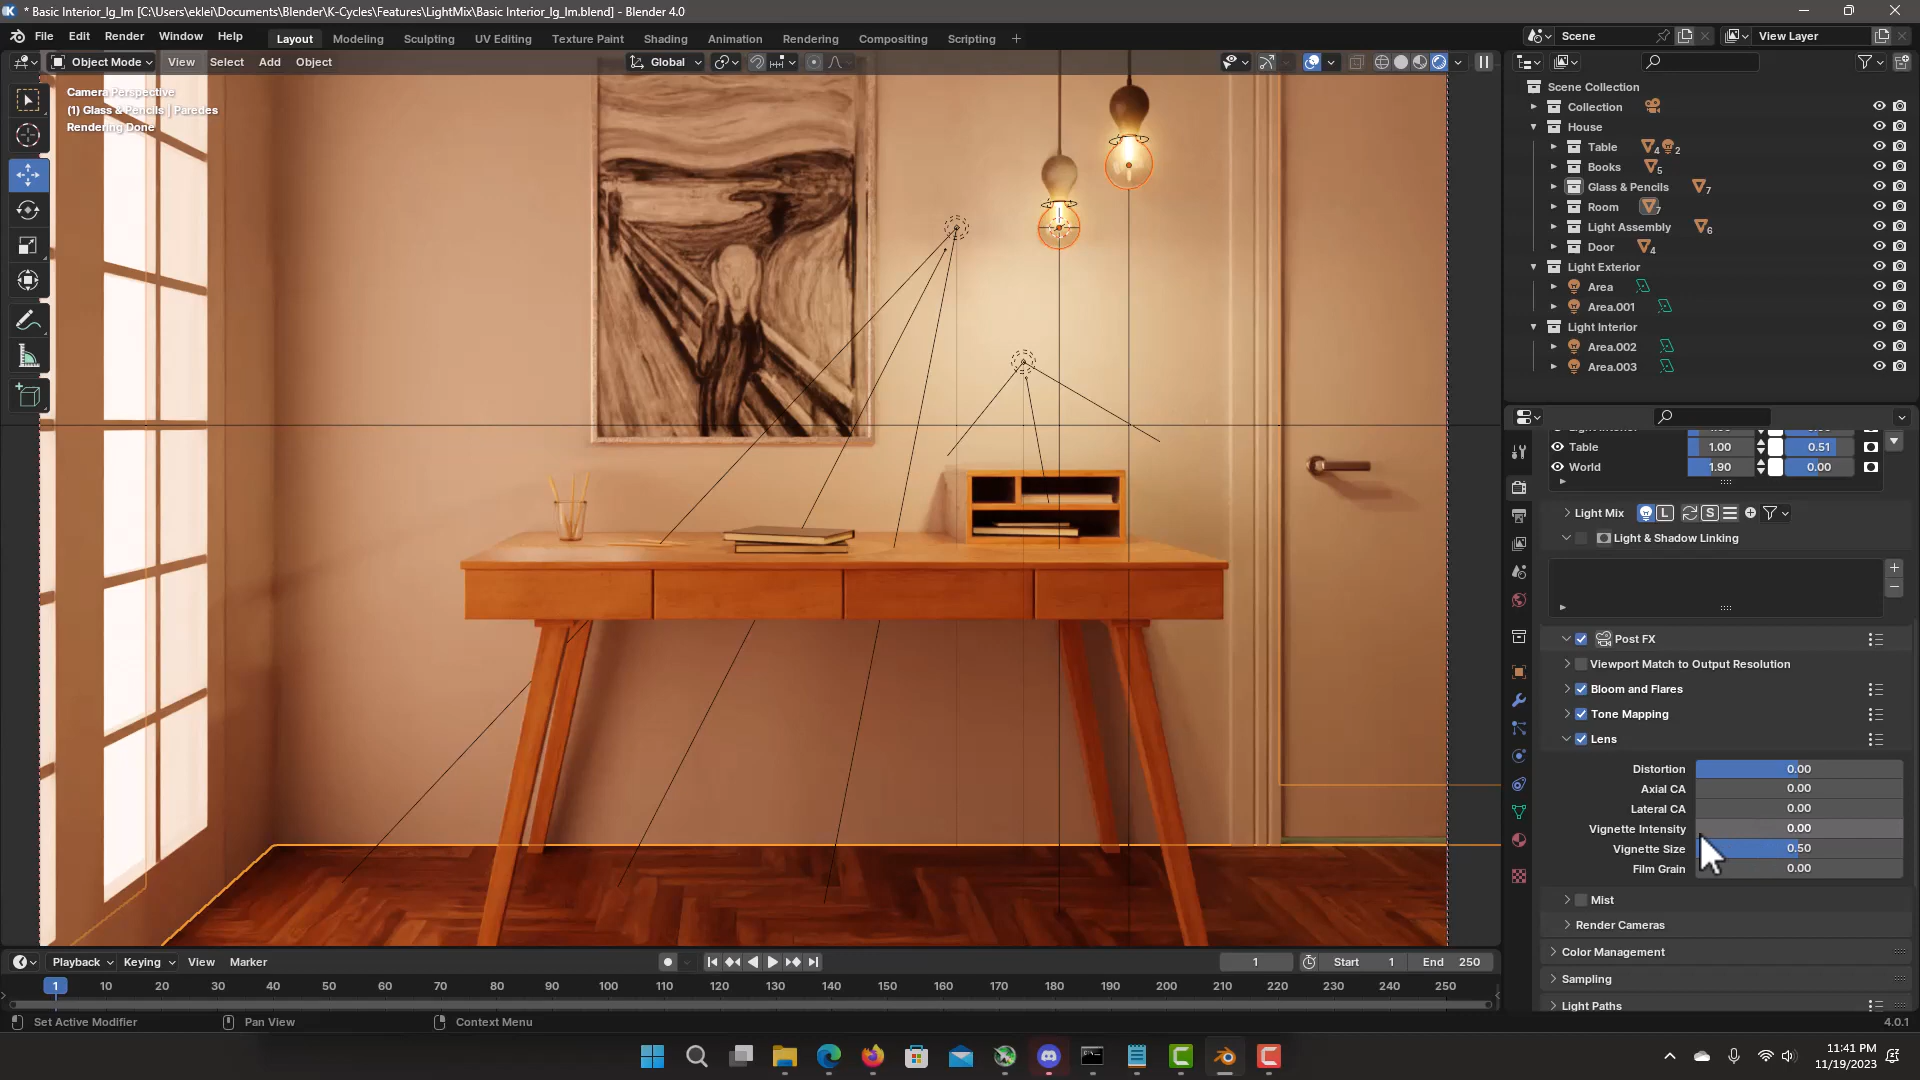 * Basic Interior_lg_lm [C:\Users\eklei\Documents\Blender\K-Cycles\Features\LightMix\Basic Interior_lg_lm.blend] - Blender 4.0
File Edit Render Window Help
Layout Modeling Sculpting UV Editing Texture Paint Shading Animation Rendering Compositing Scripting
Scene
View Layer
Object Mode View Select Add Object
Global
Camera Perspective
(1) Glass & Pencils | Paredes
Rendering Done
Scene Collection
Collection
House
Table 4 2
Books 5
Glass & Pencils 7
Room 7
Light Assembly 6
Door 4
Light Exterior
Area
Area.001
Light Interior
Area.002
Area.003
Table 1.00 0.51
World 1.90 0.00
Light Mix L S
Light & Shadow Linking
Post FX
Viewport Match to Output Resolution
Bloom and Flares
Tone Mapping
Lens
Distortion 0.00
Axial CA 0.00
Lateral CA 0.00
Vignette Intensity 0.00
Vignette Size 0.50
Film Grain 0.00
Mist
Render Cameras
Color Management
Sampling
Light Paths
Playback Keying View Marker
1 Start 1 End 250
1 10 20 30 40 50 60 70 80 90 100 110 120 130 140 150 160 170 180 190 200 210 220 230 240 250
Set Active Modifier Pan View Context Menu
4.0.1
11:41 PM
11/19/2023